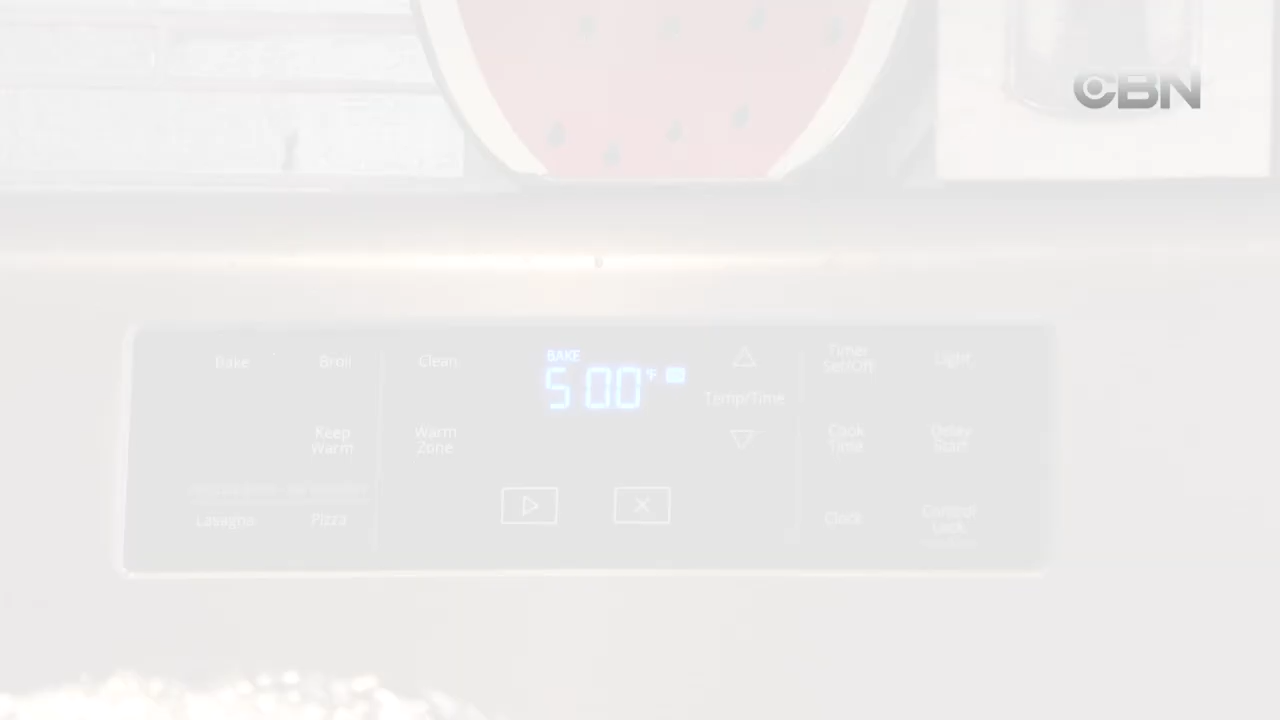 CBN
Bake
Broil
Clean
BAKE
500°F
Temp/Time
Timer
Set/Off
Light
Keep
Warm
Warm
Zone
Cook
Time
Delay
Start
Lasagna
Pizza
Clock
Control
Lock